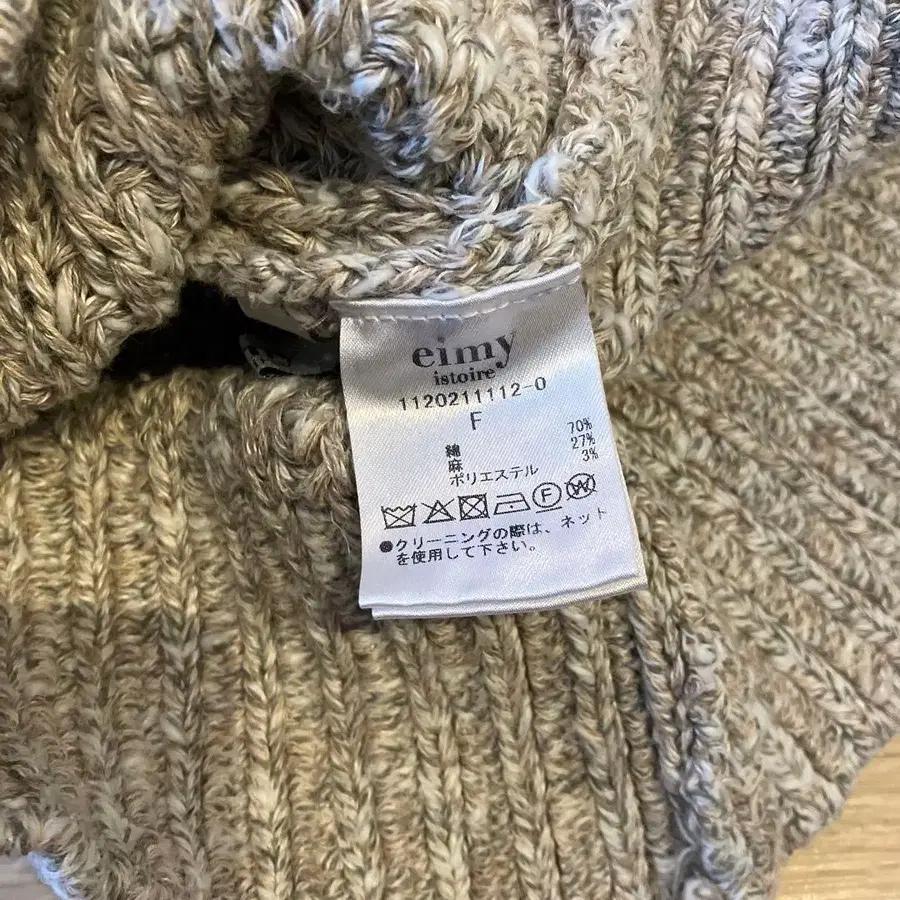 eimy
istoire
1120211112-0
F
綿 70%
麻 27%
ポリエステル 3%
F W
●クリーニングの際は、ネット
を使用して下さい。